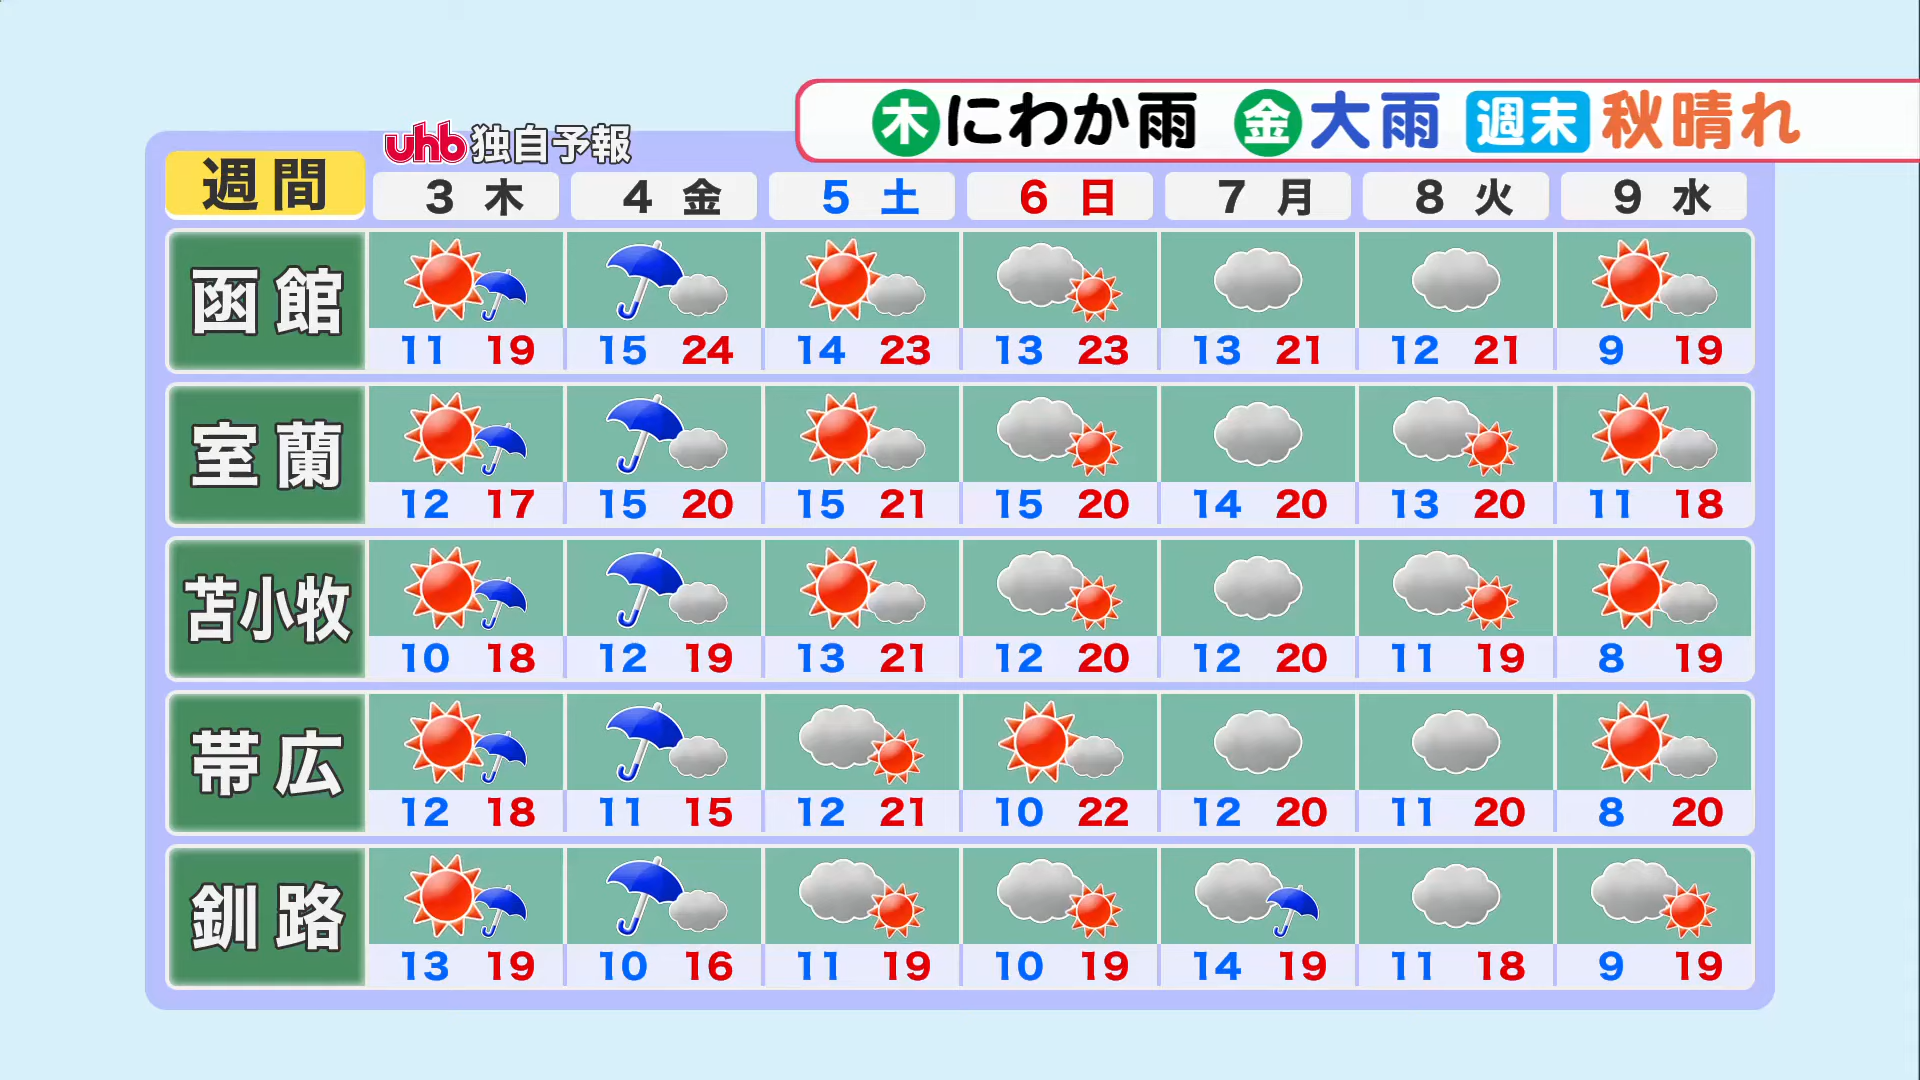 木 にわか雨 金 大雨 週末 秋晴れ
uhb 独自予報
週間 3 木 4 金 5 土 6 日 7 月 8 火 9 水
函館 11 19 15 24 14 23 13 23 13 21 12 21 9 19
室蘭 12 17 15 20 15 21 15 20 14 20 13 20 11 18
苫小牧 10 18 12 19 13 21 12 20 12 20 11 19 8 19
帯広 12 18 11 15 12 21 10 22 12 20 11 20 8 20
釧路 13 19 10 16 11 19 10 19 14 19 11 18 9 19